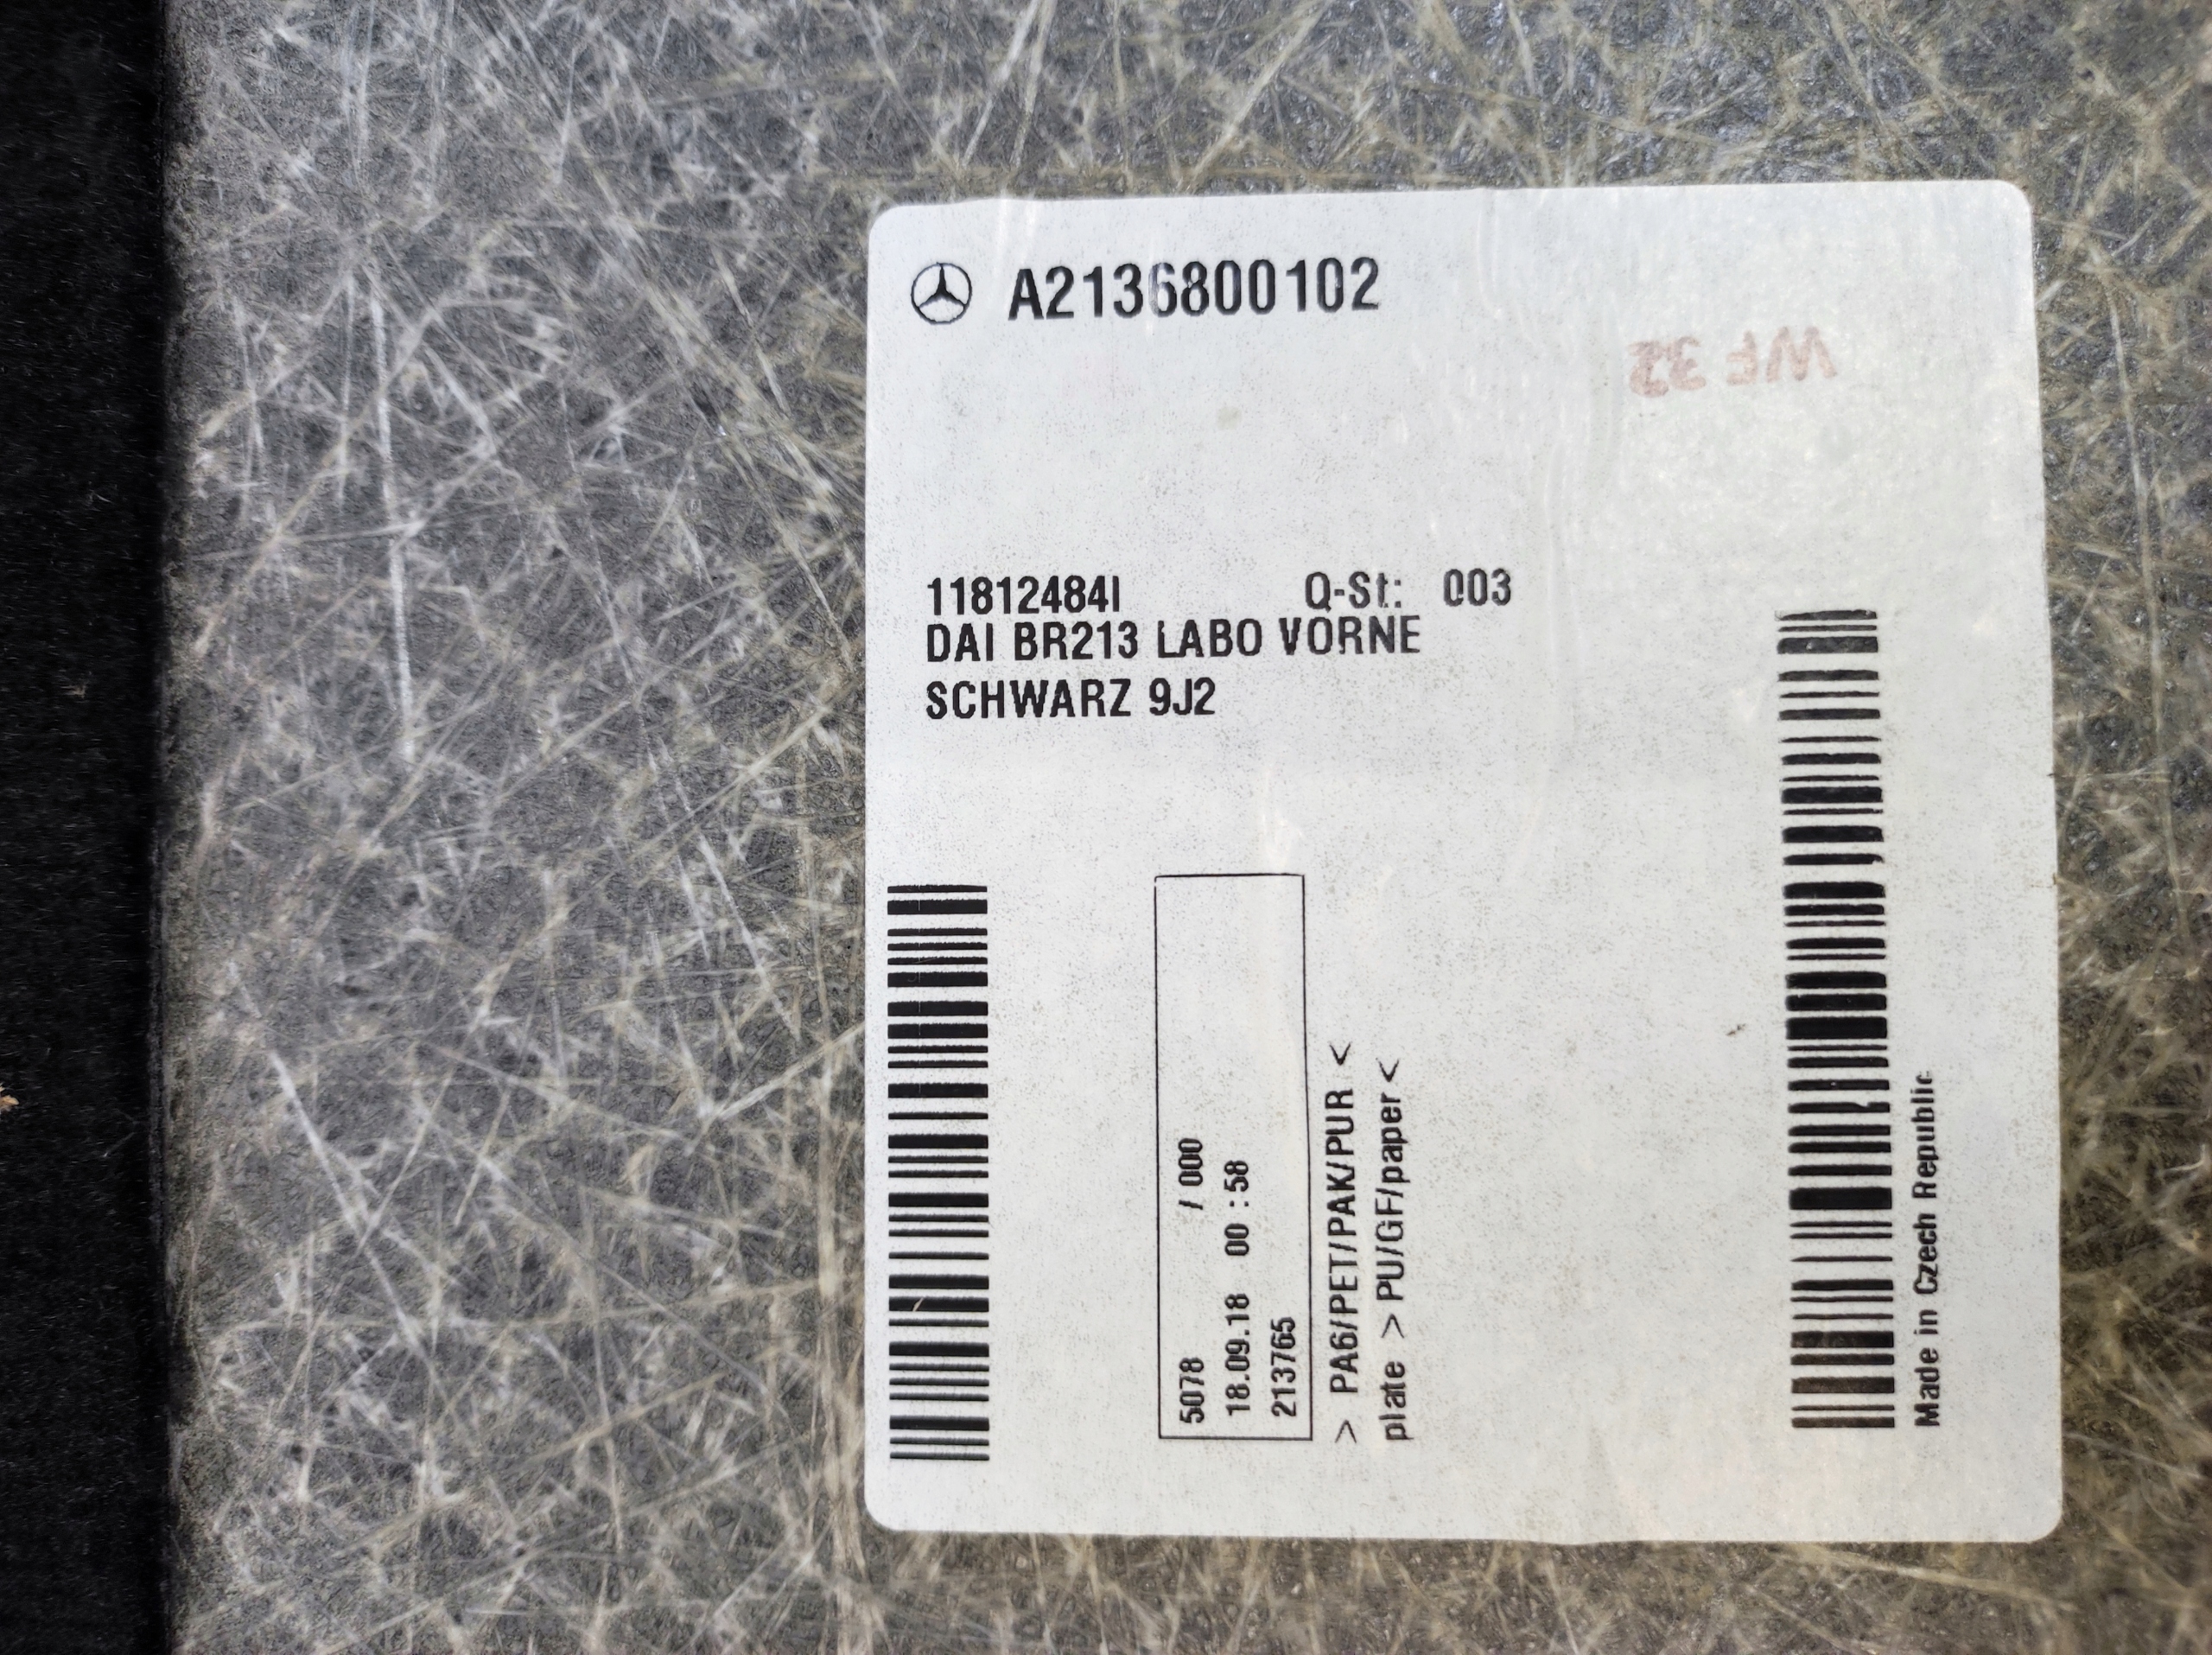 A2136800102
WF 32
11812484I Q-St: 003
DAI BR213 LABO VORNE
SCHWARZ 9J2
5078 / 000
18.09.18 00 :58
213765
> PA6/PET/PAK/PUR <
plate > PU/GF/paper <
Made in Czech Republic